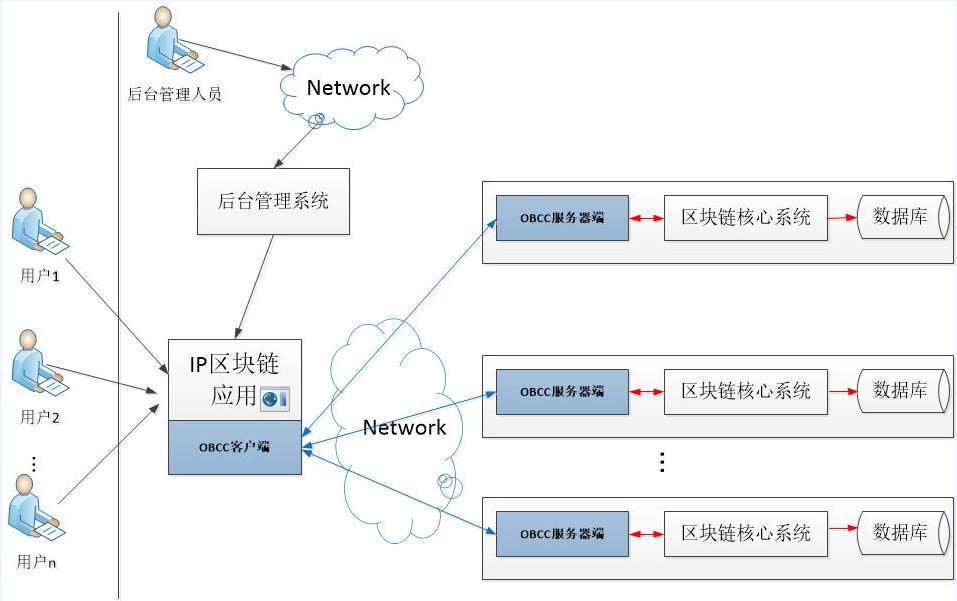 后台管理人员
Network
后台管理系统
用户1
用户2
⋮
用户n
IP区块链
应用
OBCC客户端
Network
OBCC服务器端
区块链核心系统
数据库
OBCC服务器端
区块链核心系统
数据库
⋮
OBCC服务器端
区块链核心系统
数据库